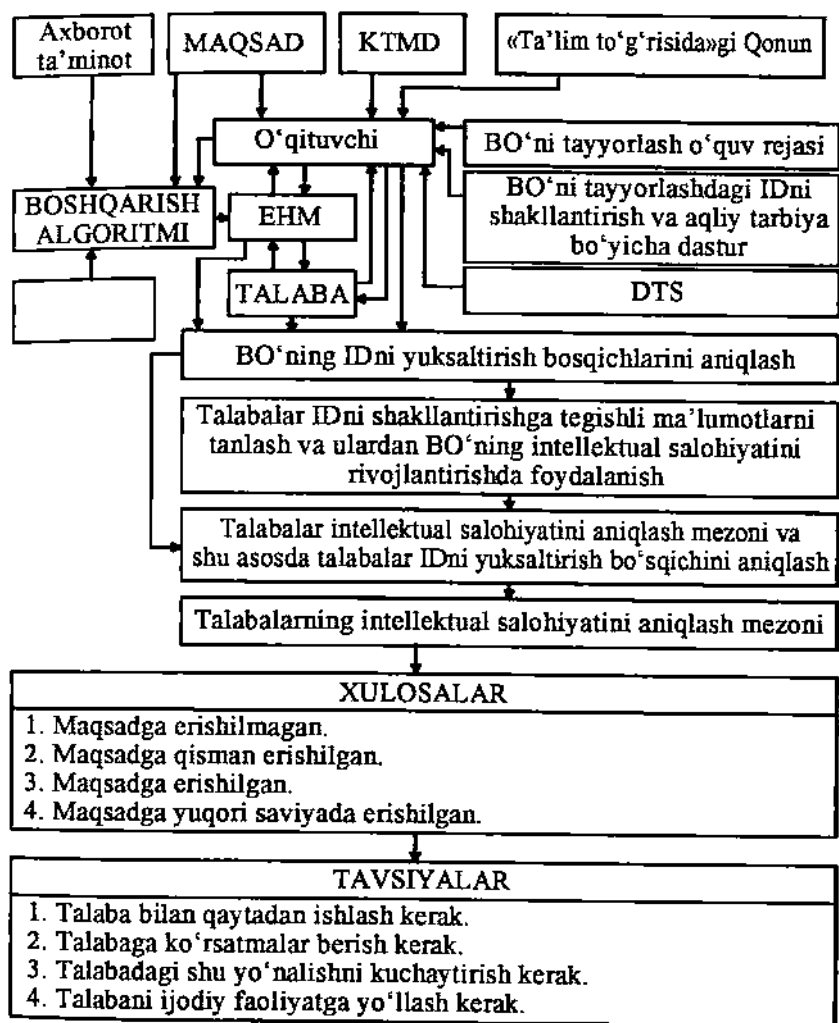 Axborot
ta’minot
MAQSAD
KTMD
«Ta’lim to‘g‘risida»gi Qonun
O‘qituvchi
BO‘ni tayyorlash o‘quv rejasi
BO‘ni tayyorlashdagi IDni
shakllantirish va aqliy tarbiya
bo‘yicha dastur
BOSHQARISH
ALGORITMI
EHM
TALABA
DTS
BO‘ning IDni yuksaltirish bosqichlarini aniqlash
Talabalar IDni shakllantirishga tegishli ma’lumotlarni
tanlash va ulardan BO‘ning intellektual salohiyatini
rivojlantirishda foydalanish
Talabalar intellektual salohiyatini aniqlash mezoni va
shu asosda talabalar IDni yuksaltirish bo‘sqichini aniqlash
Talabalarning intellektual salohiyatini aniqlash mezoni
XULOSALAR
1. Maqsadga erishilmagan.
2. Maqsadga qisman erishilgan.
3. Maqsadga erishilgan.
4. Maqsadga yuqori saviyada erishilgan.
TAVSIYALAR
1. Talaba bilan qaytadan ishlash kerak.
2. Talabaga ko‘rsatmalar berish kerak.
3. Talabadagi shu yo‘nalishni kuchaytirish kerak.
4. Talabani ijodiy faoliyatga yo‘llash kerak.